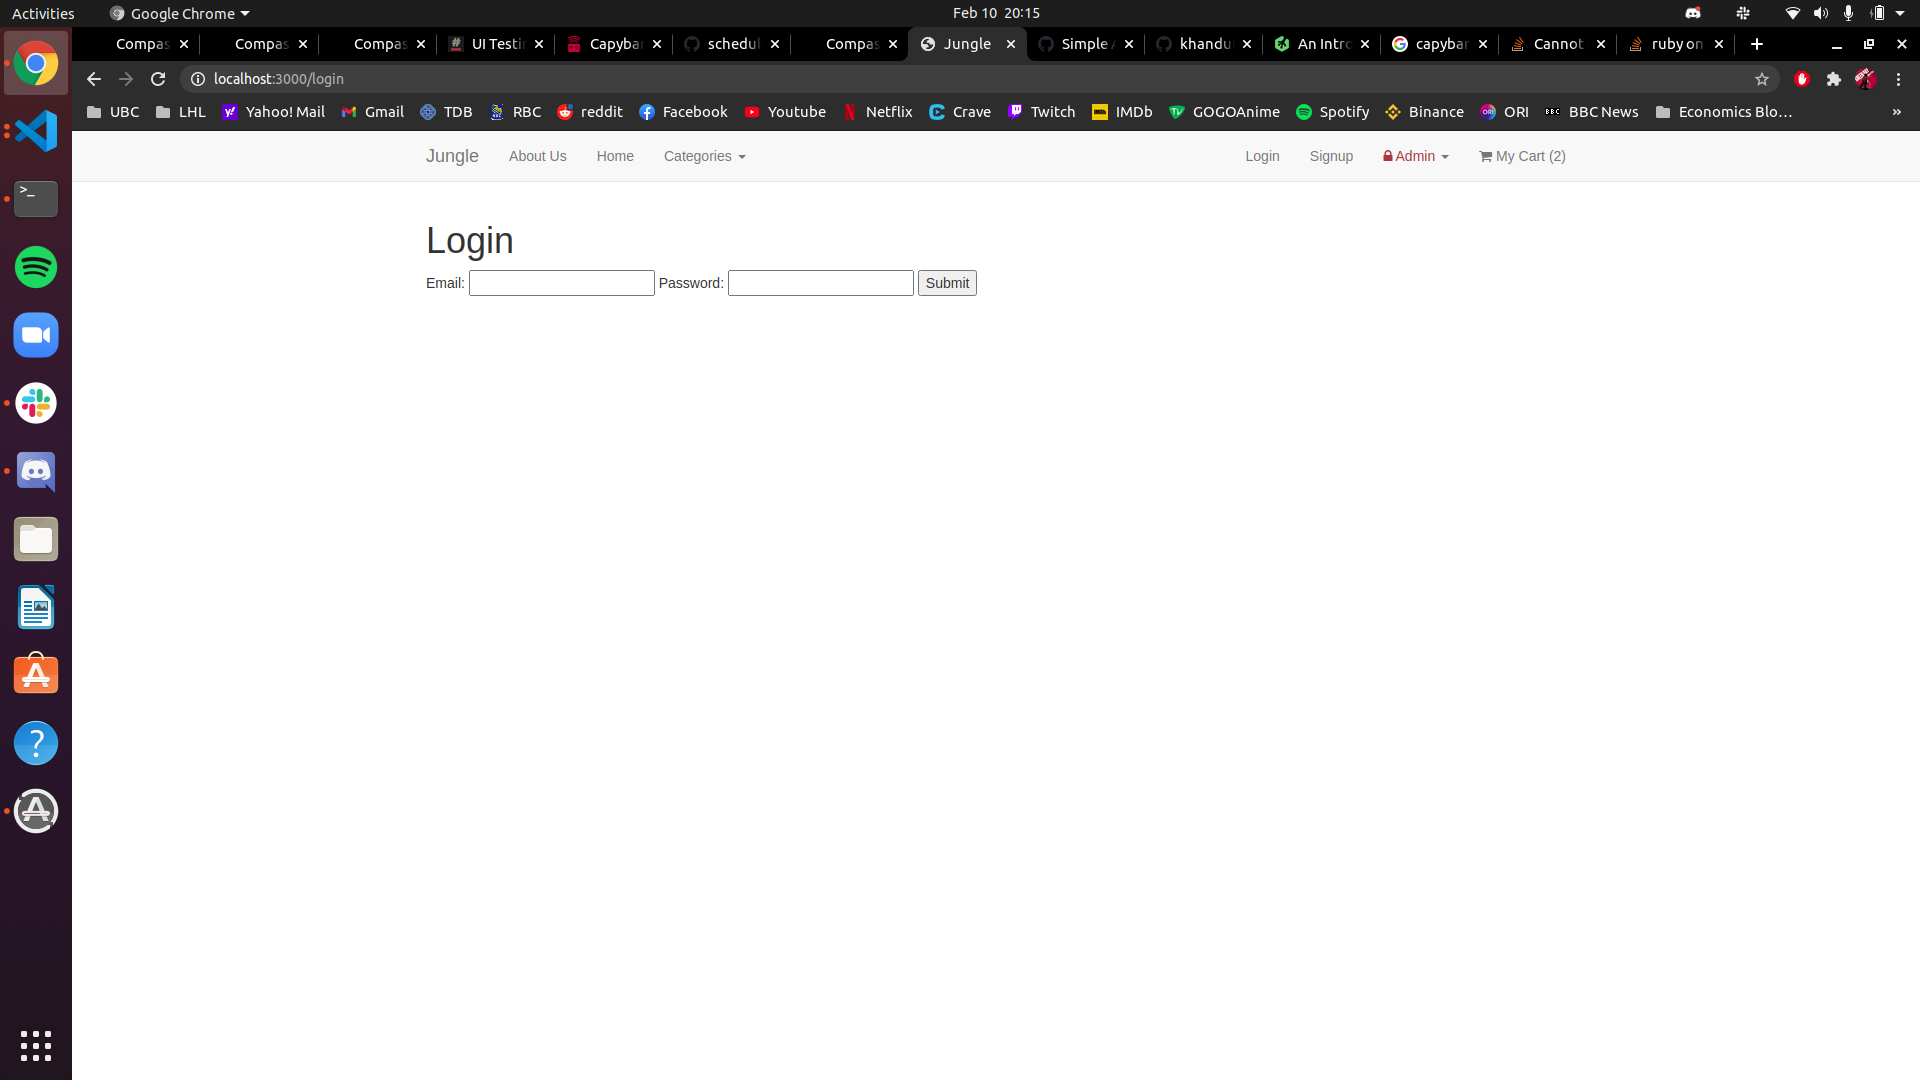 Activities Google Chrome Feb 10 20:15
Compas Compas Compas UI Testi Capybar schedul Compas Jungle Simple khandu An Intro capybar Cannot ruby on
localhost:3000/login
UBC LHL Yahoo! Mail Gmail TDB RBC reddit Facebook Youtube Netflix Crave Twitch IMDb GOGOAnime Spotify Binance ORI BBC News Economics Blo... »
Jungle About Us Home Categories Login Signup Admin My Cart (2)
Login
Email: Password: Submit